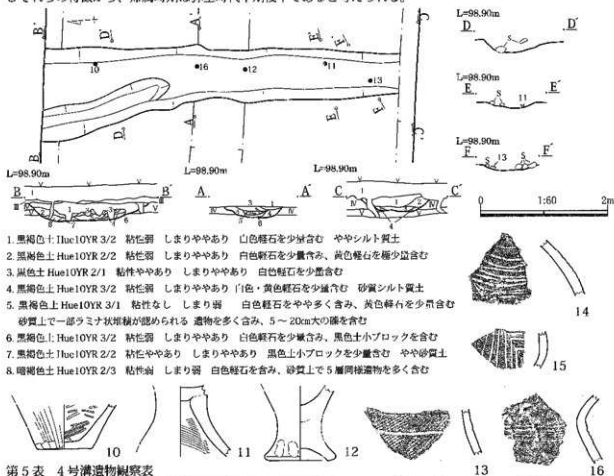 L=98.90m
D D´
L=98.90m
E E´
11
L=98.90m
F 13 F´
10
16
12
11
13
L=98.90m
B B´
A A´
L=98.90m
C C´
0 1:60 2m
1. 黒褐色土 Hue10YR 3/2 粘性弱 しまりややあり 白色軽石を少量含む ややシルト質土
2. 黒褐色土 Hue10YR 2/2 粘性弱 しまりややあり 白色軽石を少量含み、黄色軽石を極少量含む
3. 黒色土 Hue10YR 2/1 粘性ややあり しまりややあり 白色軽石を少量含む
4. 黒褐色土 Hue10YR 3/2 粘性弱 しまりややあり 白色・黄色軽石を少量含む 砂質シルト質土
5. 黒褐色土 Hue10YR 3/1 粘性なし しまり弱 白色軽石をやや多く含み、黄色軽石を少量含む
砂質土で一部ラミナ状堆積が認められる 遺物を多く含み、5～20cm大の礫を含む
6. 黒褐色土 Hue10YR 3/2 粘性弱 しまりややあり 白色軽石を少量含み、黒色土小ブロックを含む
7. 黒褐色土 Hue10YR 2/2 粘性ややあり しまりややあり 黒色土小ブロックを少量含む やや砂質土
8. 暗褐色土 Hue10YR 2/3 粘性弱 しまり弱 白色軽石を含み、砂質土で5層同様遺物を多く含む
14
15
10
11
12
13
16
第5表 4号溝遺物観察表